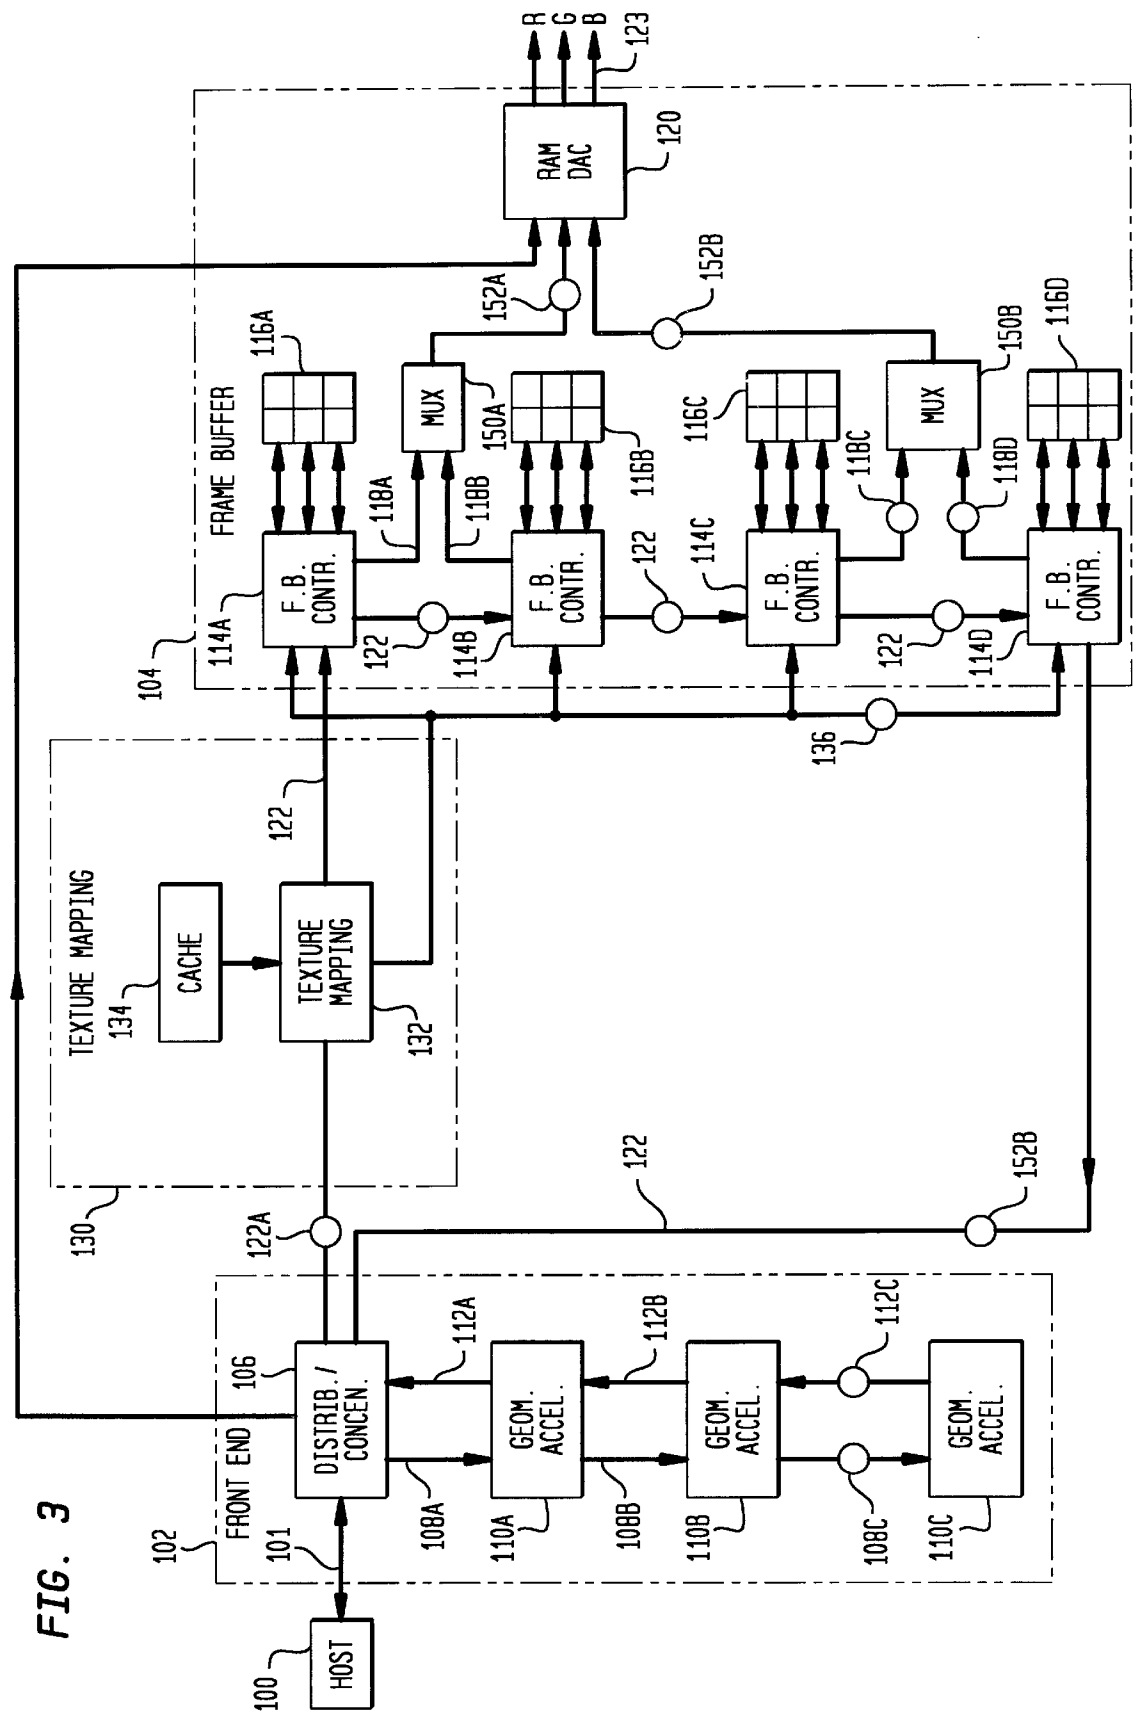 FIG. 3
102
FRONT END
100
HOST
101
106
DISTRIB./
CONCEN.
108A
112A
110A
GEOM.
ACCEL.
108B
112B
110B
GEOM.
ACCEL.
108C
112C
110C
GEOM.
ACCEL.
122A
122
152B
130
TEXTURE MAPPING
134
CACHE
TEXTURE
MAPPING
132
122
136
104
FRAME BUFFER
114A
F.B.
CONTR.
116A
118A
122
MUX
150A
152A
114B
F.B.
CONTR.
118B
116B
122
114C
F.B.
CONTR.
116C
118C
122
MUX
150B
152B
114D
F.B.
CONTR.
118D
116D
RAM
DAC
120
R
G
B
123